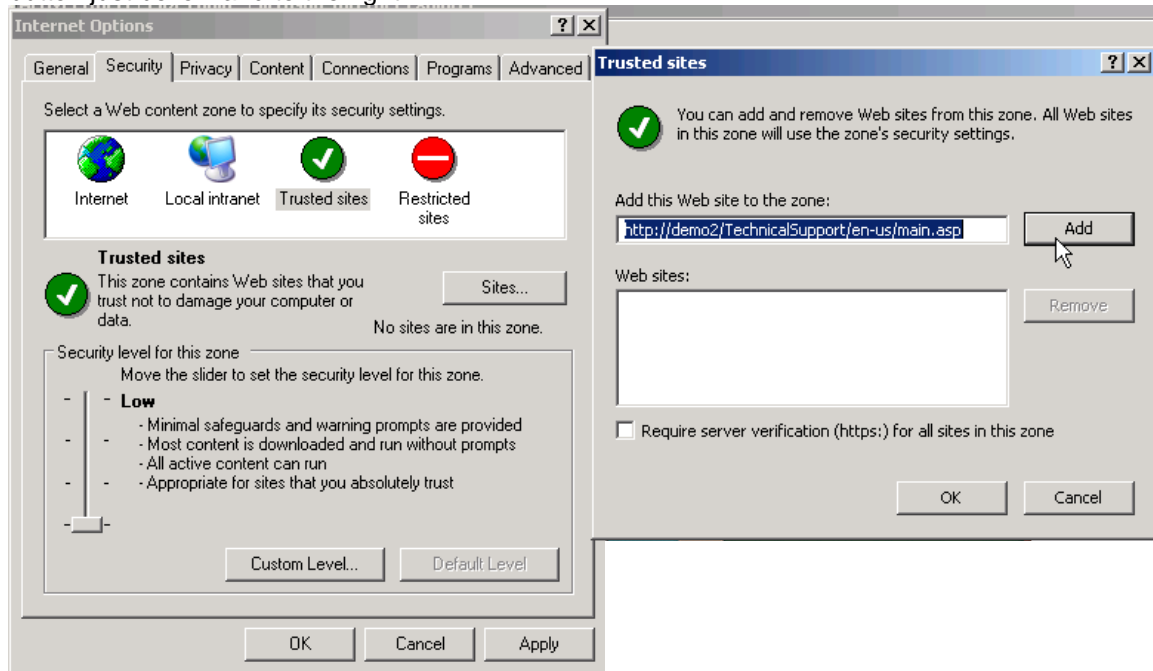 Internet Options
General Security Privacy Content Connections Programs Advanced
Select a Web content zone to specify its security settings.
Internet
Local intranet
Trusted sites
Restricted
sites
Trusted sites
This zone contains Web sites that you
trust not to damage your computer or
data.
Sites...
No sites are in this zone.
Security level for this zone
Move the slider to set the security level for this zone.
Low
- Minimal safeguards and warning prompts are provided
- Most content is downloaded and run without prompts
- All active content can run
- Appropriate for sites that you absolutely trust
Custom Level...
Default Level
OK
Cancel
Apply
Trusted sites
You can add and remove Web sites from this zone. All Web sites
in this zone will use the zone's security settings.
Add this Web site to the zone:
http://demo2/TechnicalSupport/en-us/main.asp
Add
Web sites:
Remove
Require server verification (https:) for all sites in this zone
OK
Cancel